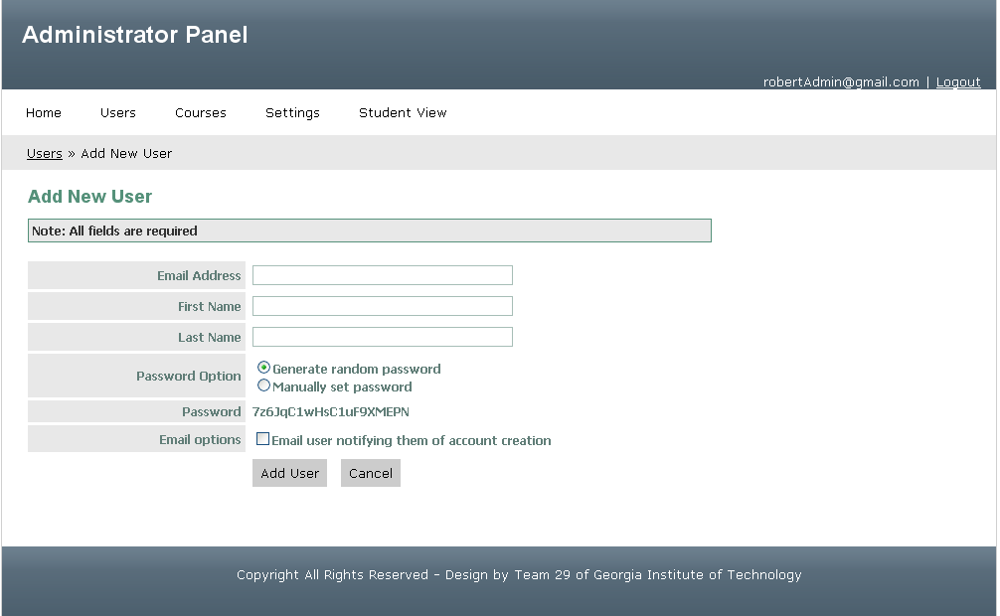 Administrator Panel
robertAdmin@gmail.com | Logout
Home Users Courses Settings Student View
Users » Add New User
Add New User
Note: All fields are required
Email Address
First Name
Last Name
Password Option Generate random password
Manually set password
Password 7z6JqC1wHsC1uF9XMEPN
Email options Email user notifying them of account creation
Add User Cancel
Copyright All Rights Reserved - Design by Team 29 of Georgia Institute of Technology